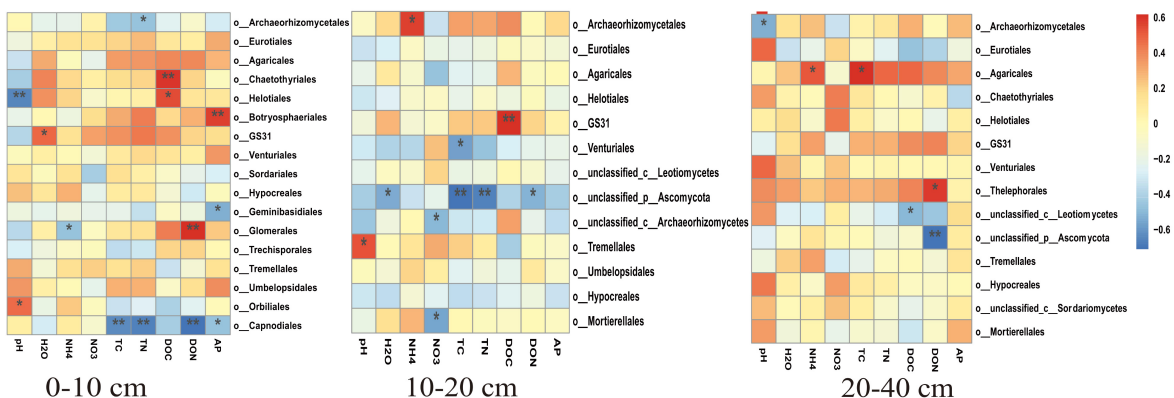 o__Archaeorhizomycetales
o__Eurotiales
o__Agaricales
o__Chaetothyriales
o__Helotiales
o__Botryosphaeriales
o__GS31
o__Venturiales
o__Sordariales
o__Hypocreales
o__Geminibasidiales
o__Glomerales
o__Trechisporales
o__Tremellales
o__Umbelopsidales
o__Orbiliales
o__Capnodiales
* 
* *
**
**
*
**
*
*
*
**
*
** ** ** *
pH H2O NH4 NO3 TC TN DOC DON AP
0-10 cm
o__Archaeorhizomycetales
o__Eurotiales
o__Agaricales
o__Helotiales
o__GS31
o__Venturiales
o__unclassified_c__Leotiomycetes
o__unclassified_p__Ascomycota
o__unclassified_c__Archaeorhizomycetes
o__Tremellales
o__Umbelopsidales
o__Hypocreales
o__Mortierellales
*
**
*
* ** ** *
*
*
*
pH H2O NH4 NO3 TC TN DOC DON AP
10-20 cm
o__Archaeorhizomycetales
o__Eurotiales
o__Agaricales
o__Chaetothyriales
o__Helotiales
o__GS31
o__Venturiales
o__Thelephorales
o__unclassified_c__Leotiomycetes
o__unclassified_p__Ascomycota
o__Tremellales
o__Hypocreales
o__unclassified_c__Sordariomycetes
o__Mortierellales
*
* *
*
*
**
pH H2O NH4 NO3 TC TN DOC DON AP
20-40 cm
0.6
0.4
0.2
0
−0.2
−0.4
−0.6